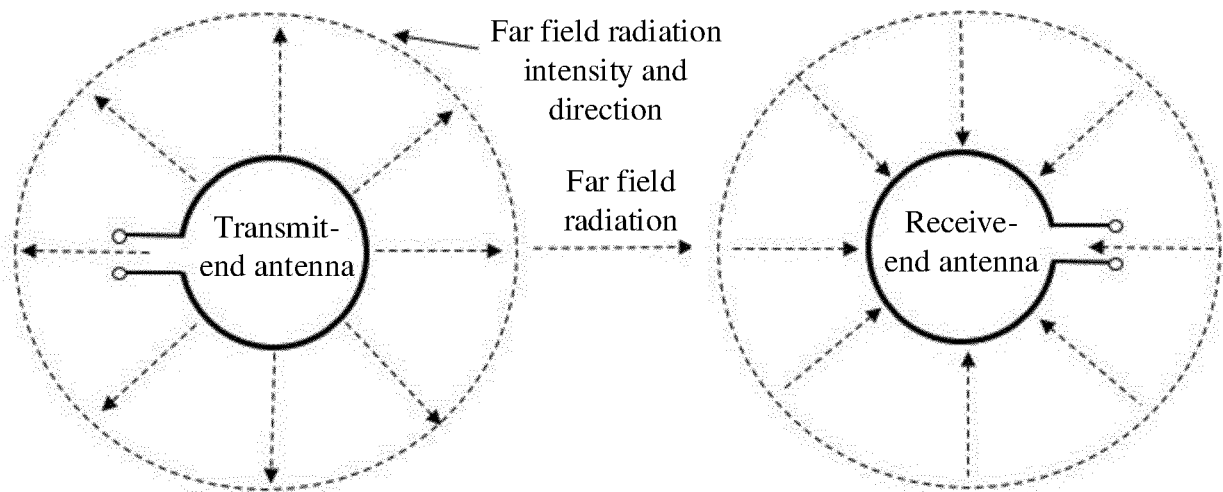 Far field radiation
intensity and
direction
Far field
radiation
Transmit-
end antenna
Receive-
end antenna